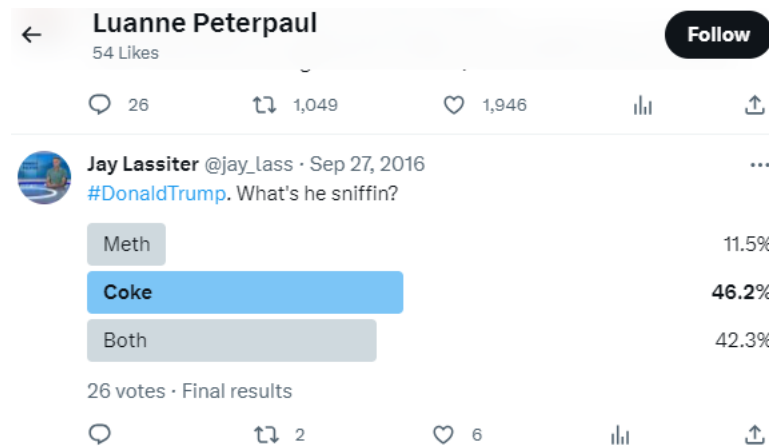 Luanne Peterpaul
54 Likes
Follow
26 1,049 1,946
Jay Lassiter @jay_lass · Sep 27, 2016
#DonaldTrump. What's he sniffin?
Meth 11.5%
Coke 46.2%
Both 42.3%
26 votes · Final results
2 6